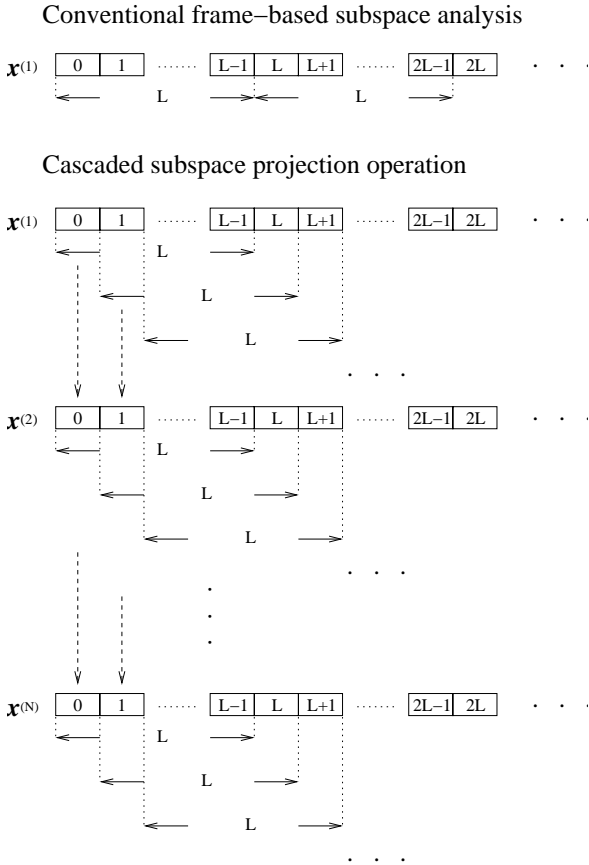 Conventional frame−based subspace analysis
x(1) 0 1 ....... L−1 L L+1 ....... 2L−1 2L . . .
L L
Cascaded subspace projection operation
x(1) 0 1 ....... L−1 L L+1 ....... 2L−1 2L . . .
L
L
L
. . .
x(2) 0 1 ....... L−1 L L+1 ....... 2L−1 2L . . .
L
L
L
. . .
x(N) 0 1 ....... L−1 L L+1 ....... 2L−1 2L . . .
L
L
L
. . .